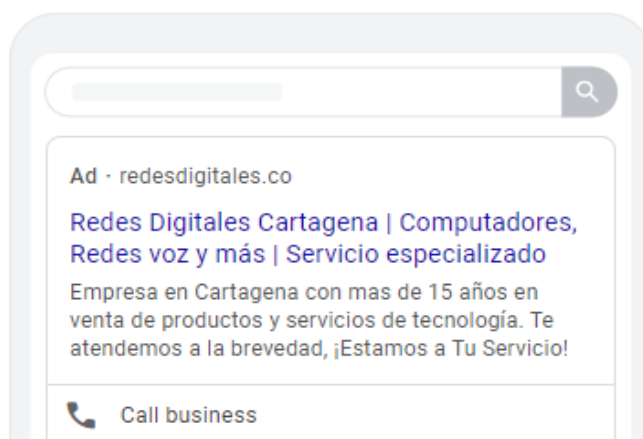 Ad · redesdigitales.co
Redes Digitales Cartagena | Computadores,
Redes voz y más | Servicio especializado
Empresa en Cartagena con mas de 15 años en
venta de productos y servicios de tecnología. Te
atendemos a la brevedad, ¡Estamos a Tu Servicio!
Call business